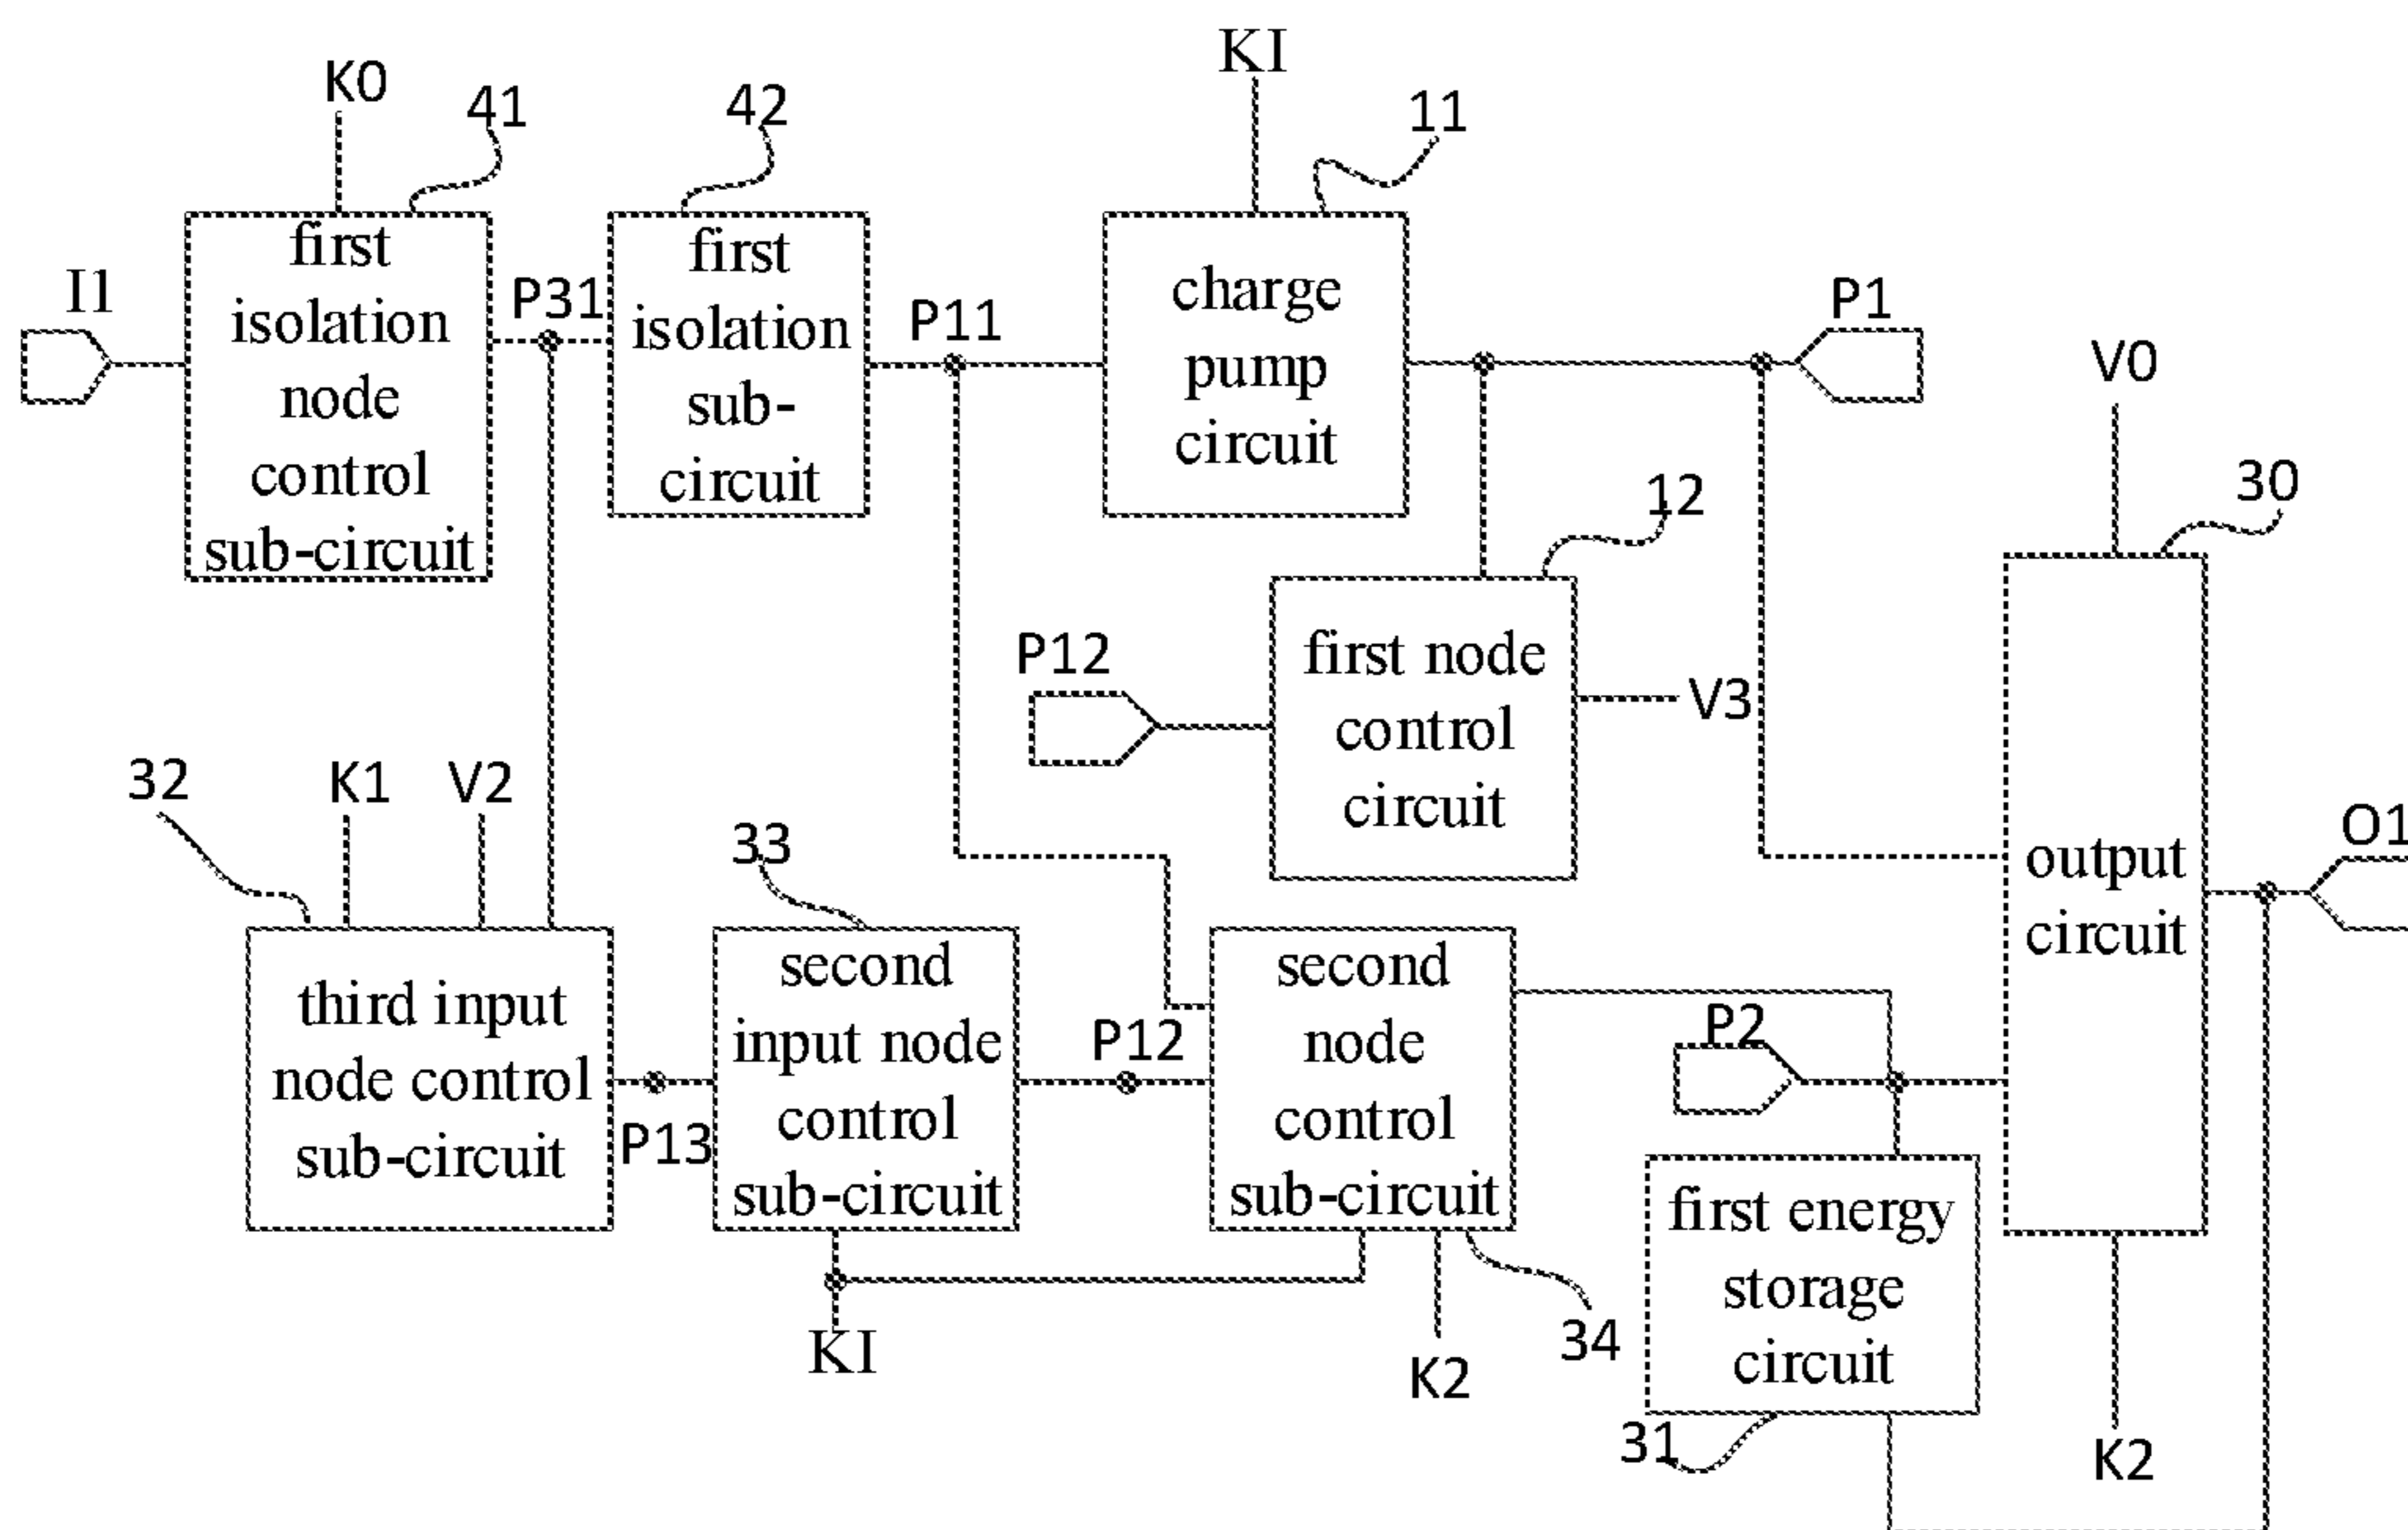 KI
K0
41
42
11
I1
first
isolation
node
control
sub-circuit
P31
first
isolation
sub-
circuit
P11
charge
pump
circuit
P1
V0
12
30
P12
first node
control
circuit
V3
32
K1
V2
33
output
circuit
O1
third input
node control
sub-circuit
P13
second
input node
control
sub-circuit
P12
second
node
control
sub-circuit
P2
first energy
storage
circuit
KI
K2
34
31
K2